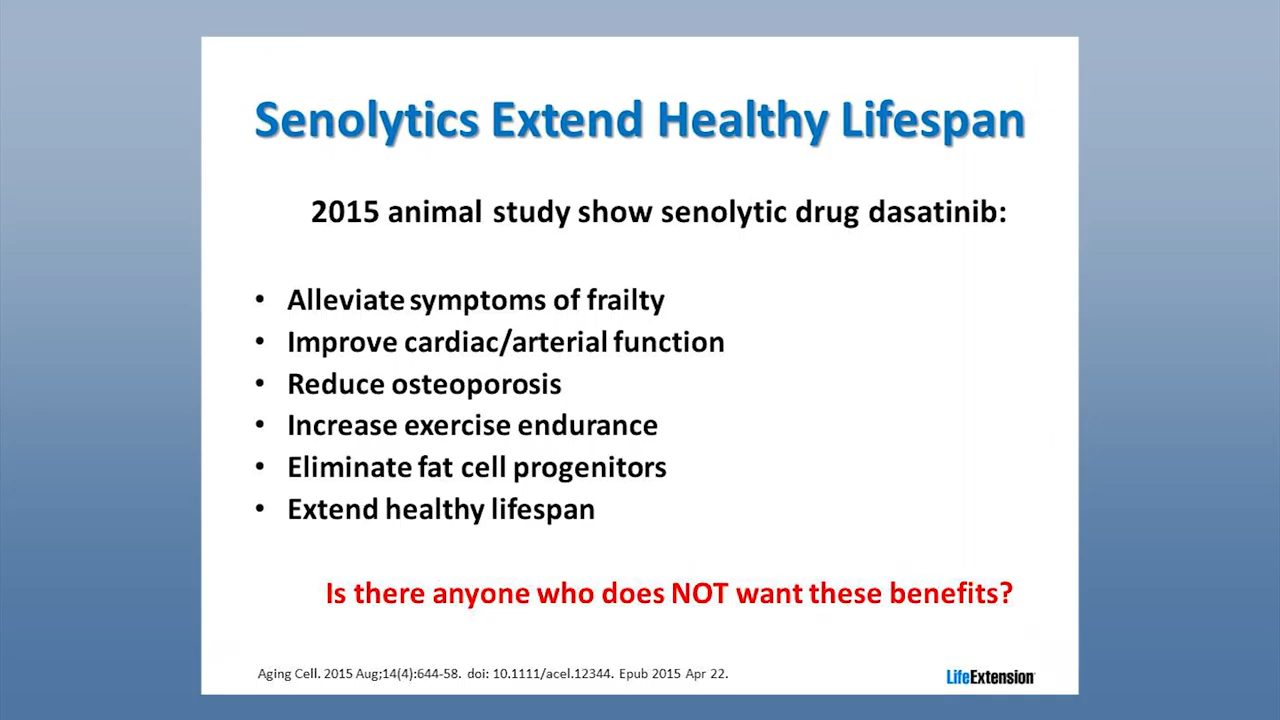 Senolytics Extend Healthy Lifespan
2015 animal study show senolytic drug dasatinib:
• Alleviate symptoms of frailty
• Improve cardiac/arterial function
• Reduce osteoporosis
• Increase exercise endurance
• Eliminate fat cell progenitors
• Extend healthy lifespan
Is there anyone who does NOT want these benefits?
Aging Cell. 2015 Aug;14(4):644-58. doi: 10.1111/acel.12344. Epub 2015 Apr 22.
LifeExtension